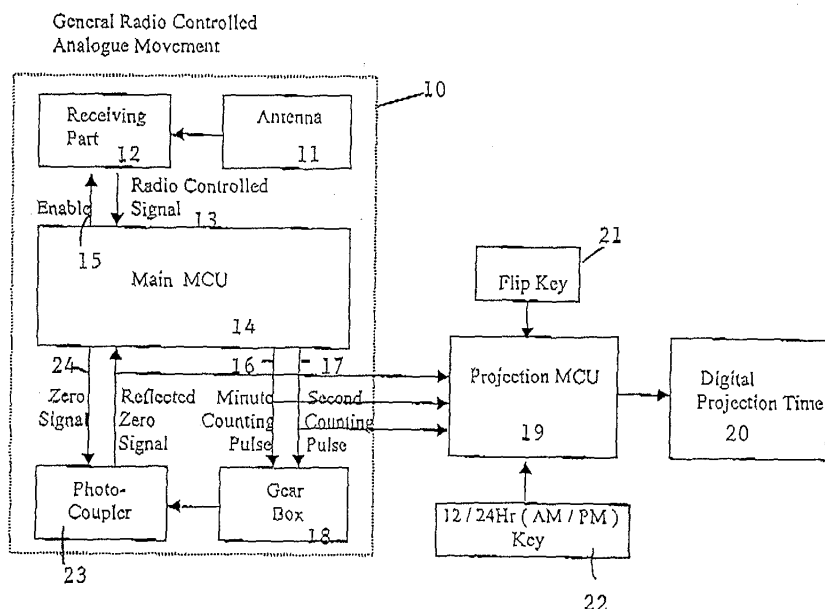 General Radio Controlled
Analogue Movement
10
Receiving
Part
12
Antenna
11
Enable
Radio Controlled
Signal
13
15
Main MCU
14
21
Flip Key
24
16
17
Zero
Signal
Reflected
Zero
Signal
Minute
Counting
Pulse
Second
Counting
Pulse
Projection MCU
19
Digital
Projection Time
20
Photo-
Coupler
23
Gear
Box
18
12 / 24Hr ( AM / PM )
Key
22